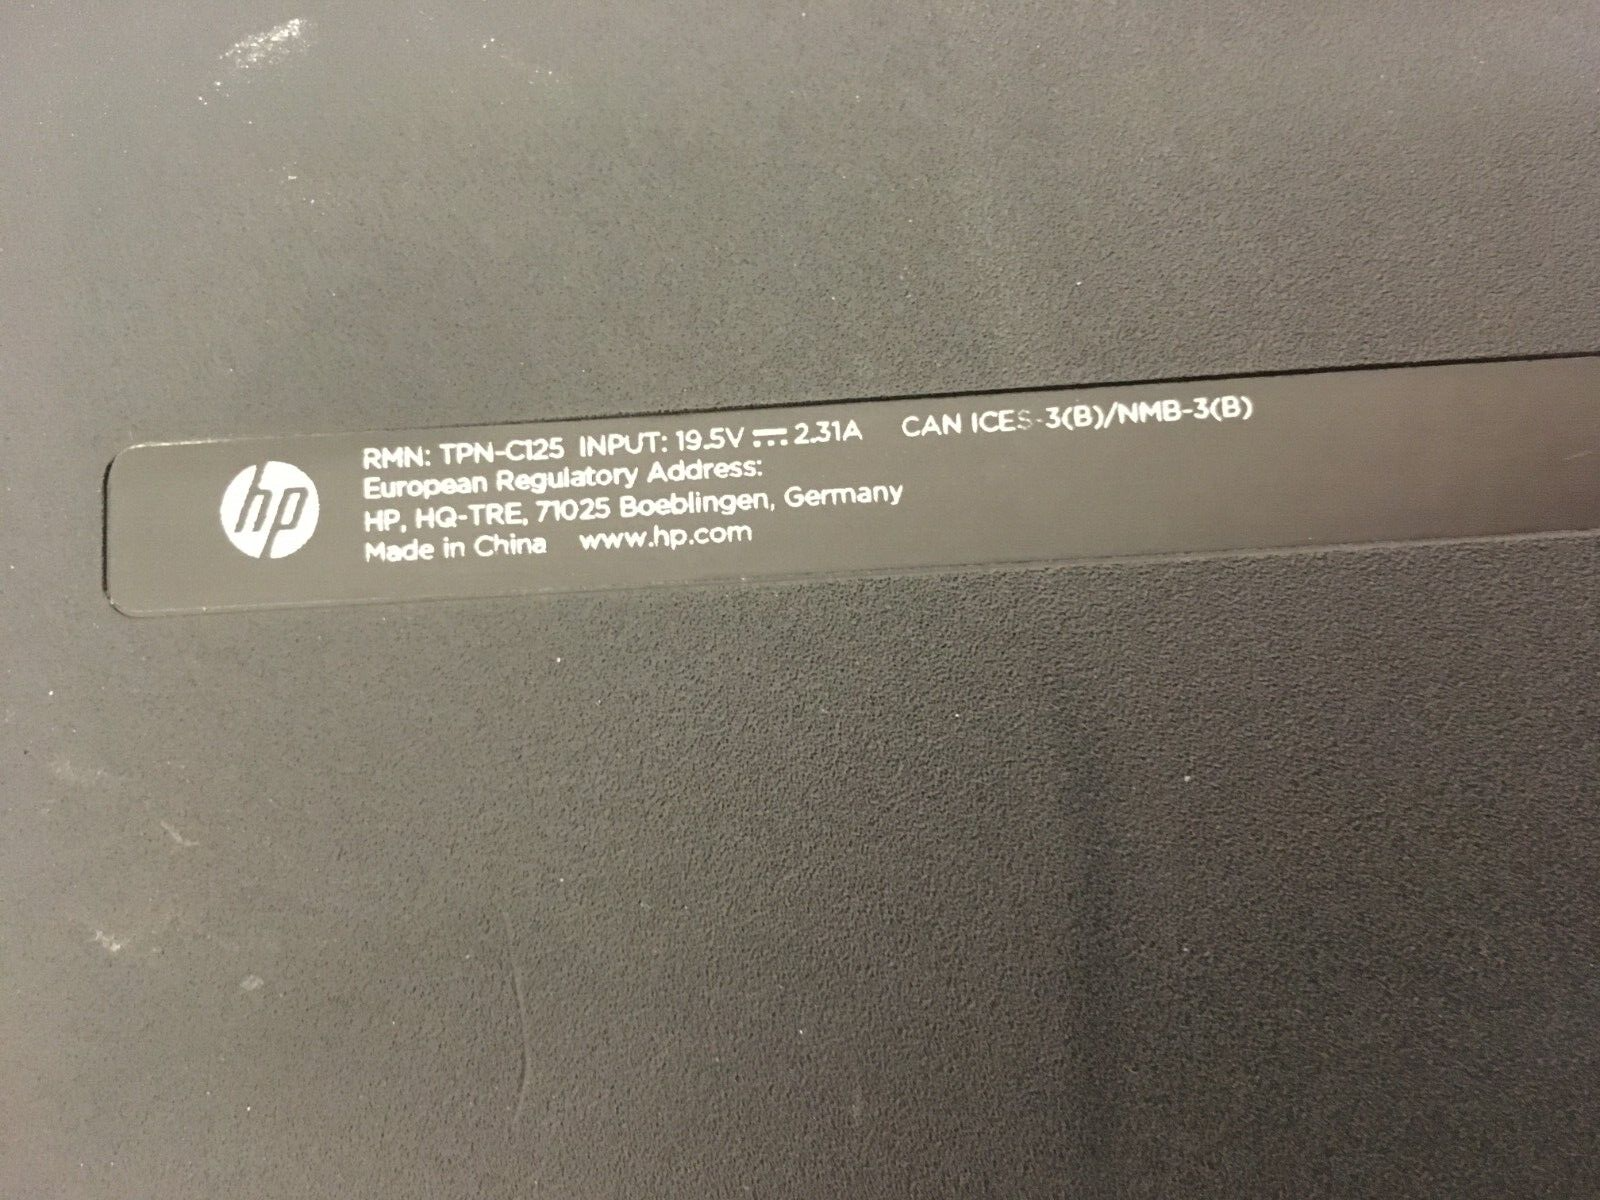 hp
RMN: TPN-C125 INPUT: 19.5V ⎓ 2.31A CAN ICES-3(B)/NMB-3(B)
European Regulatory Address:
HP, HQ-TRE, 71025 Boeblingen, Germany
Made in China www.hp.com